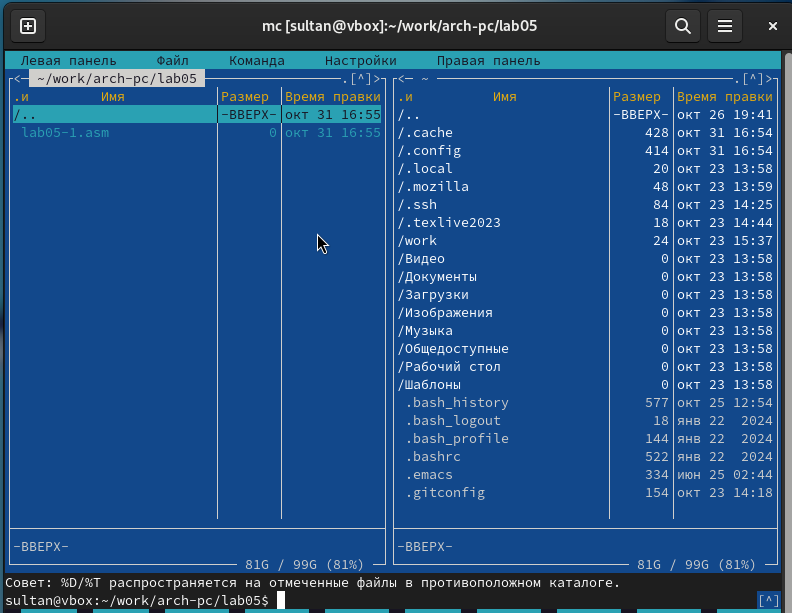 mc [sultan@vbox]:~/work/arch-pc/lab05
Левая панель Файл Команда Настройки Правая панель
<─ ~/work/arch-pc/lab05 .[^]>
.и Имя Размер Время правки
/.. -ВВЕРХ- окт 31 16:55
lab05-1.asm 0 окт 31 16:55
-ВВЕРХ-
81G / 99G (81%)
<─ ~ .[^]>
.и Имя Размер Время правки
/.. -ВВЕРХ- окт 26 19:41
/.cache 428 окт 31 16:54
/.config 414 окт 31 16:54
/.local 20 окт 23 13:58
/.mozilla 48 окт 23 13:59
/.ssh 84 окт 23 14:25
/.texlive2023 18 окт 23 14:44
/work 24 окт 23 15:37
/Видео 0 окт 23 13:58
/Документы 0 окт 23 13:58
/Загрузки 0 окт 23 13:58
/Изображения 0 окт 23 13:58
/Музыка 0 окт 23 13:58
/Общедоступные 0 окт 23 13:58
/Рабочий стол 0 окт 23 13:58
/Шаблоны 0 окт 23 13:58
.bash_history 577 окт 25 12:54
.bash_logout 18 янв 22 2024
.bash_profile 144 янв 22 2024
.bashrc 522 янв 22 2024
.emacs 334 июн 25 02:44
.gitconfig 154 окт 23 14:18
-ВВЕРХ-
81G / 99G (81%)
Совет: %D/%T распространяется на отмеченные файлы в противоположном каталоге.
sultan@vbox:~/work/arch-pc/lab05$ [^]